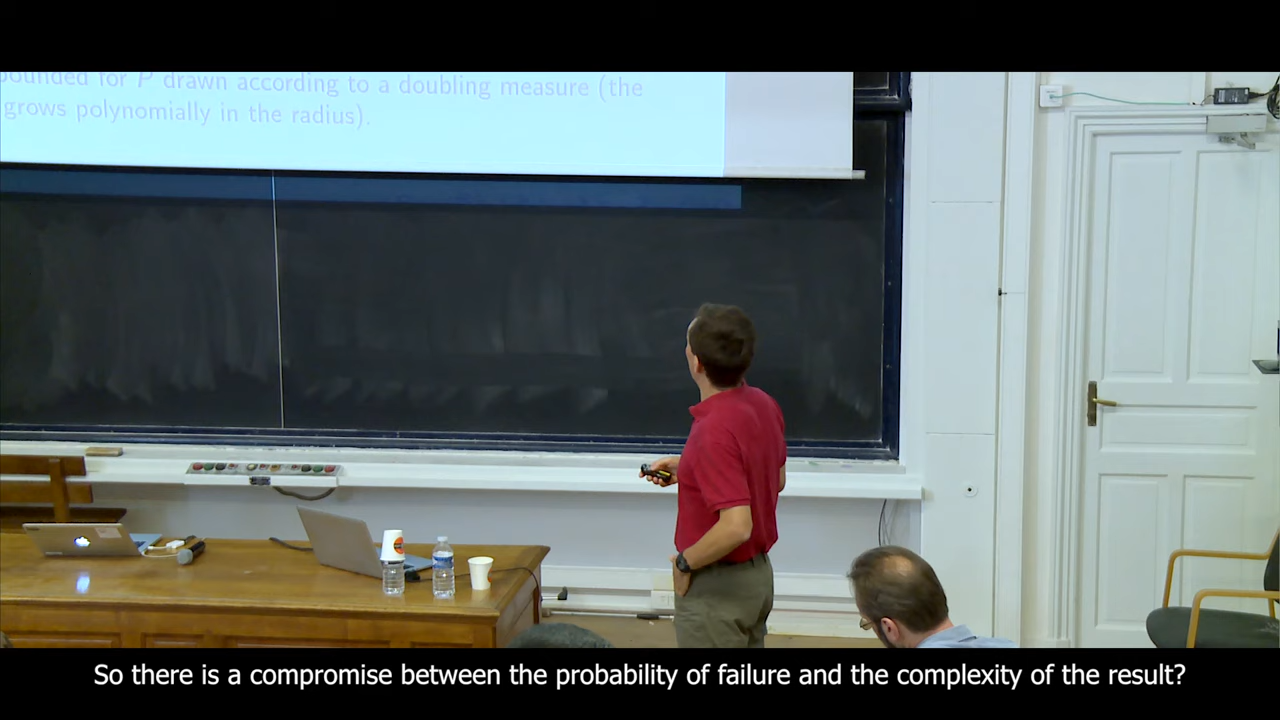 bounded for P drawn according to a doubling measure (the
grows polynomially in the radius).
So there is a compromise between the probability of failure and the complexity of the result?